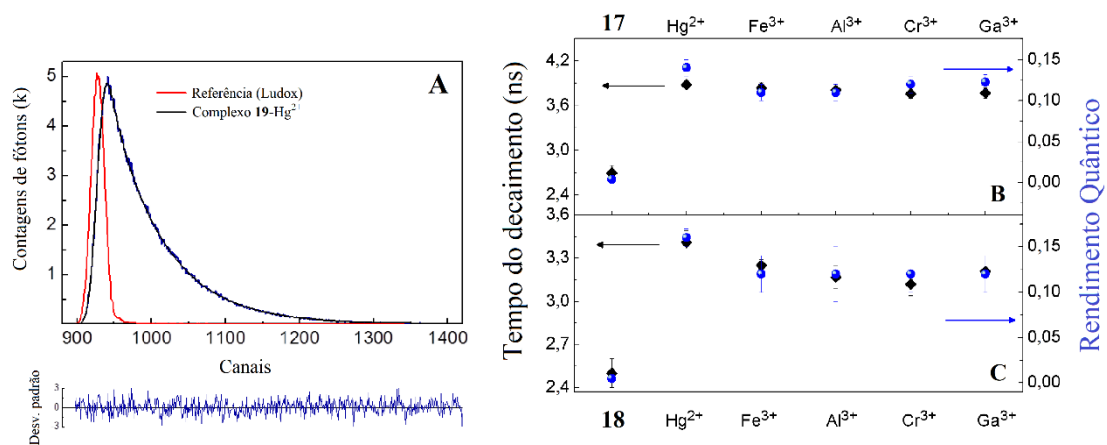 A
Contagens de fótons (k)
5
4
3
2
1
Referência (Ludox)
Complexo 19-Hg²⁺
900 1000 1100 1200 1300 1400
Canais
Desv. padrão
3
0
3
17 Hg²⁺ Fe³⁺ Al³⁺ Cr³⁺ Ga³⁺
Tempo do decaimento (ns)
4,2
3,6
3,0
2,4
3,6
3,3
3,0
2,7
2,4
B
C
0,15
0,10
0,05
0,00
0,15
0,10
0,05
0,00
Rendimento Quântico
18 Hg²⁺ Fe³⁺ Al³⁺ Cr³⁺ Ga³⁺